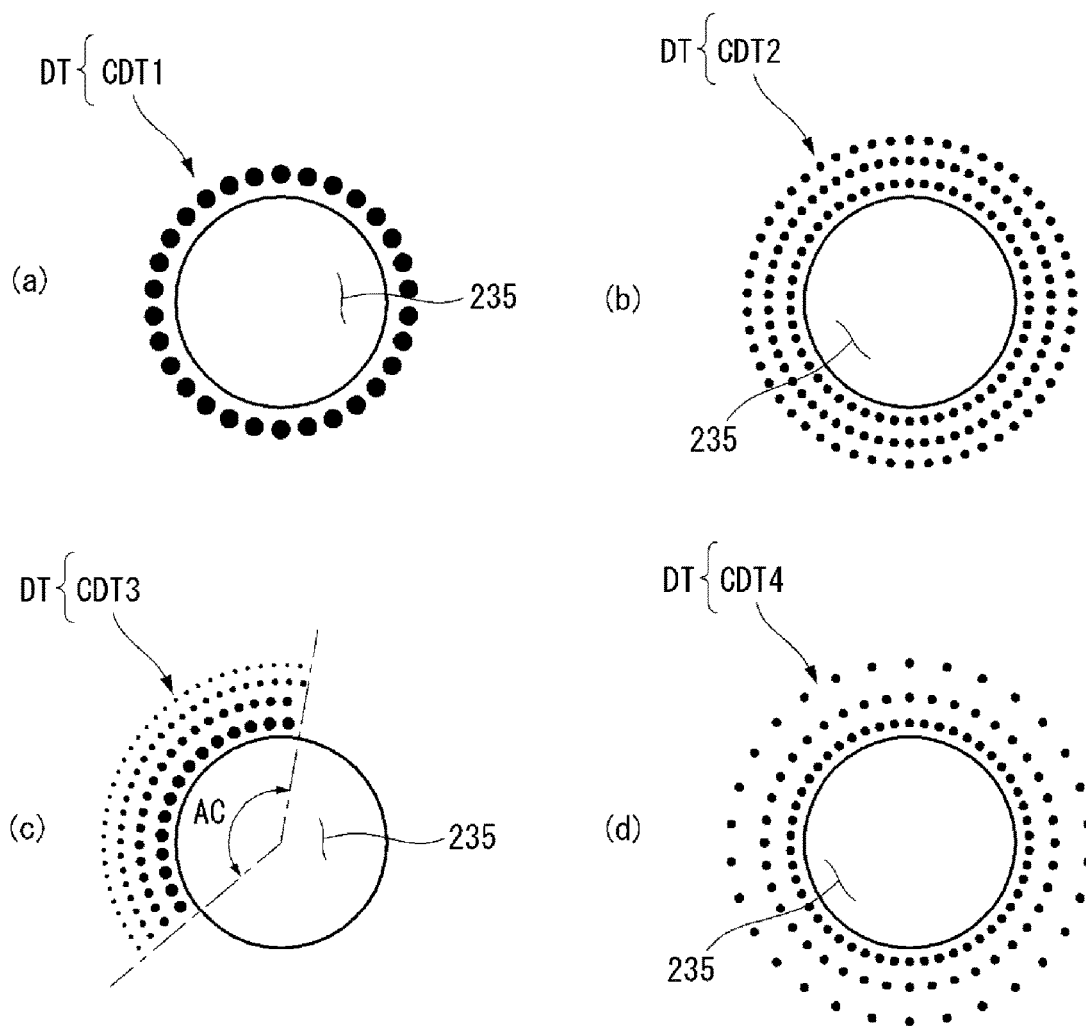 DT { CDT1
(a)
235
DT { CDT2
(b)
235
DT { CDT3
(c)
AC
235
DT { CDT4
(d)
235